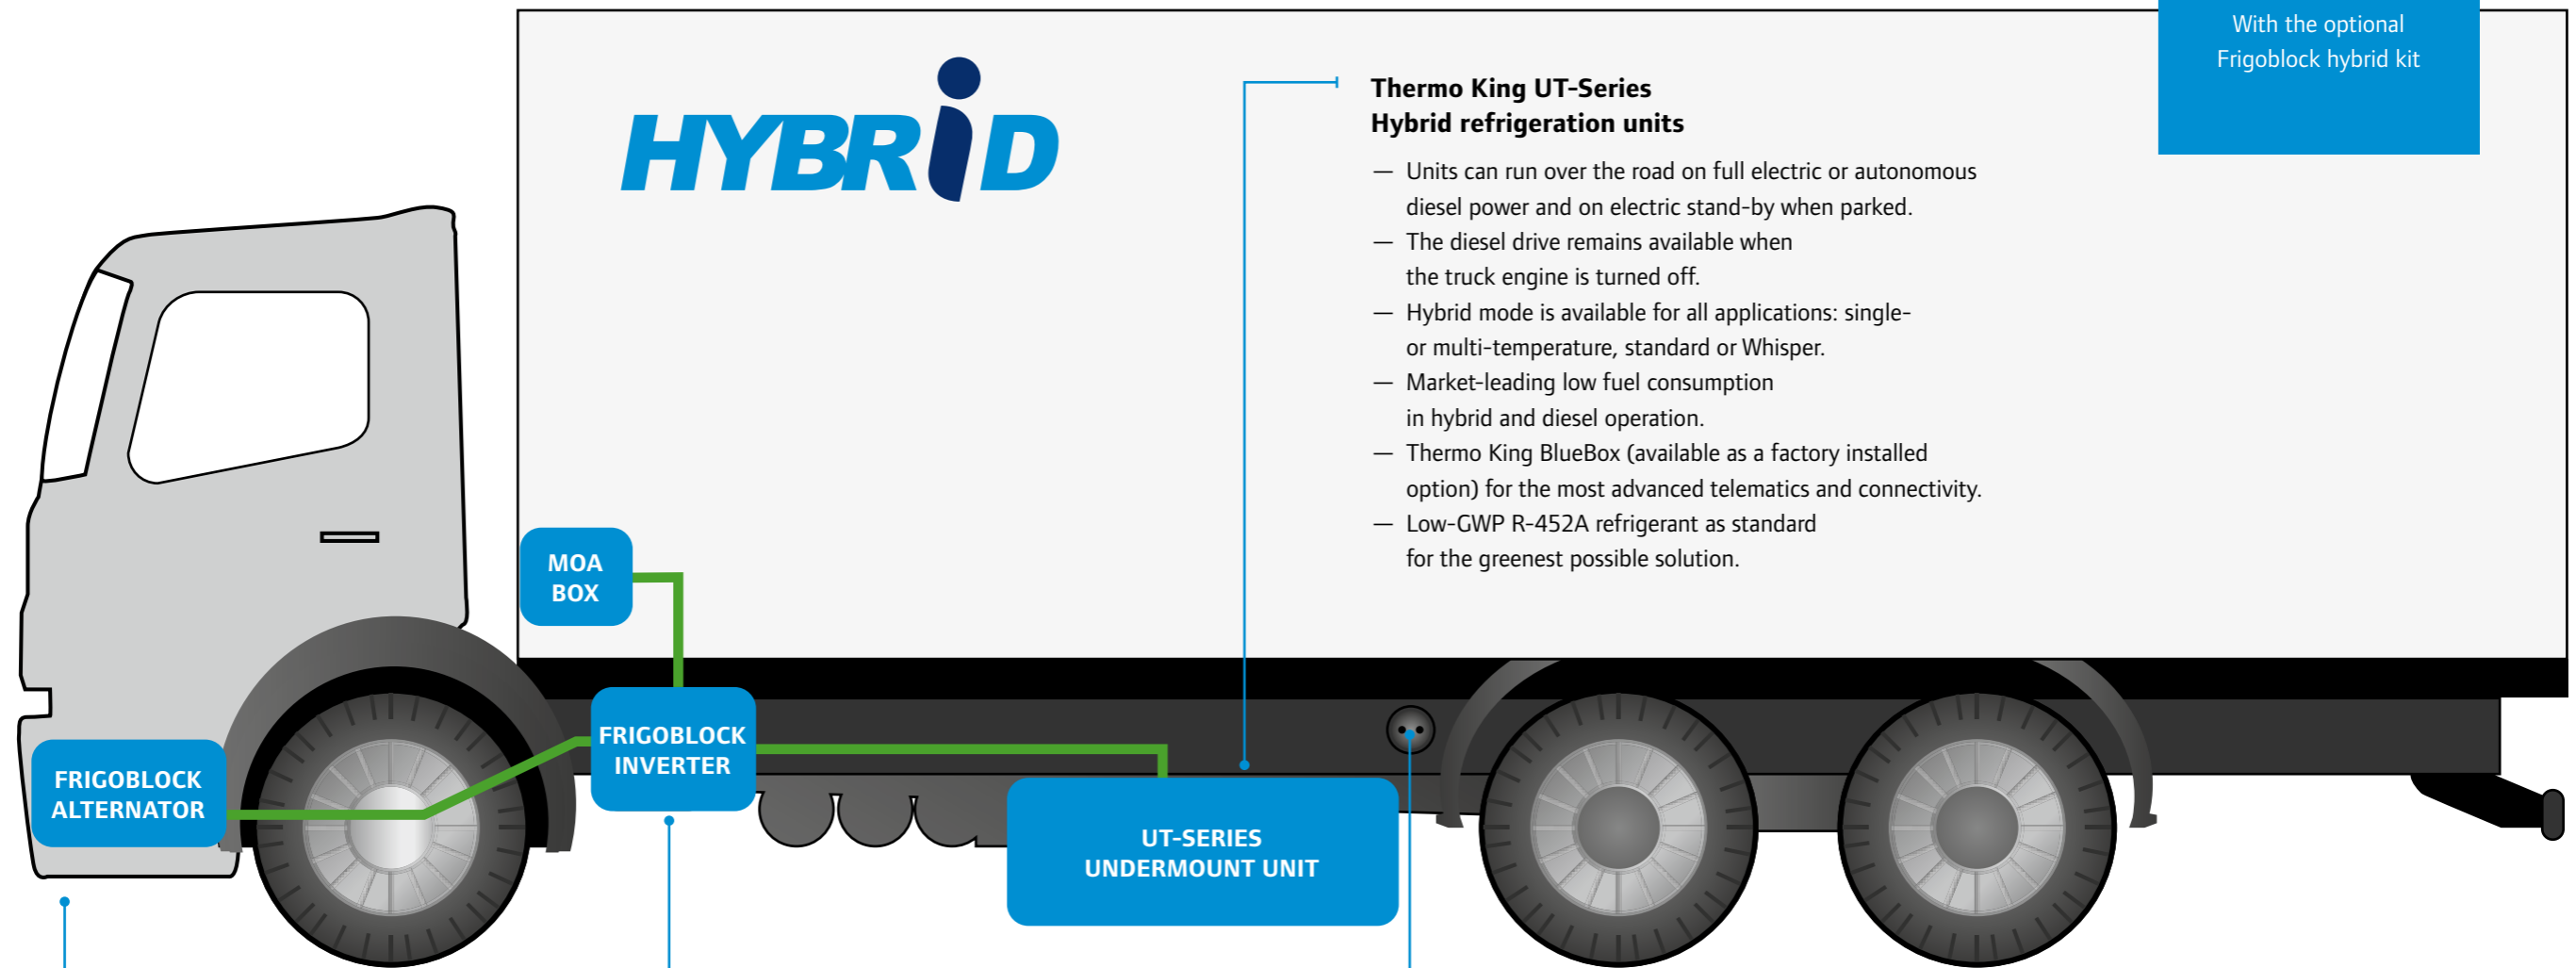 With the optional
Frigoblock hybrid kit
HYBRiD
Thermo King UT-Series
Hybrid refrigeration units
— Units can run over the road on full electric or autonomous
diesel power and on electric stand-by when parked.
— The diesel drive remains available when
the truck engine is turned off.
— Hybrid mode is available for all applications: single-
or multi-temperature, standard or Whisper.
— Market-leading low fuel consumption
in hybrid and diesel operation.
— Thermo King BlueBox (available as a factory installed
option) for the most advanced telematics and connectivity.
— Low-GWP R-452A refrigerant as standard
for the greenest possible solution.
MOA
BOX
FRIGOBLOCK
INVERTER
FRIGOBLOCK
ALTERNATOR
UT-SERIES
UNDERMOUNT UNIT